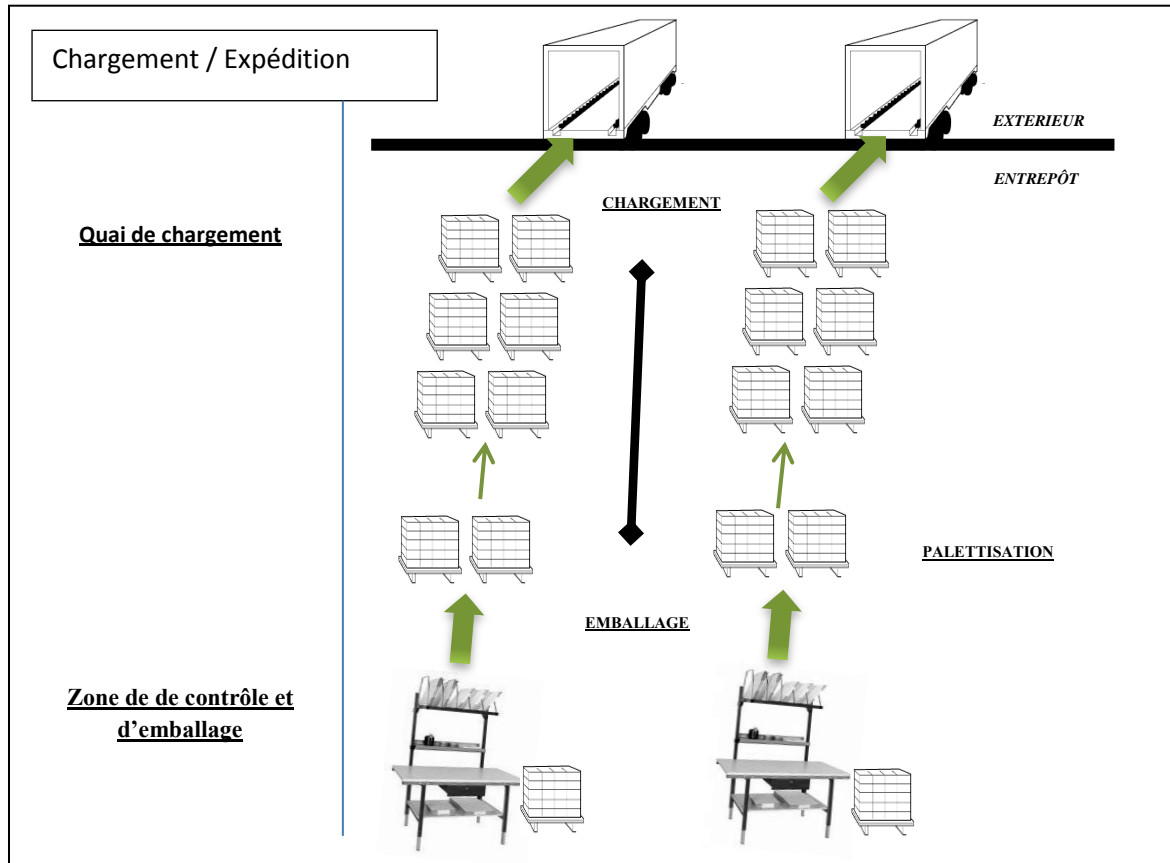 Chargement / Expédition
EXTERIEUR
ENTREPÔT
CHARGEMENT
Quai de chargement
PALETTISATION
EMBALLAGE
Zone de de contrôle et
d’emballage